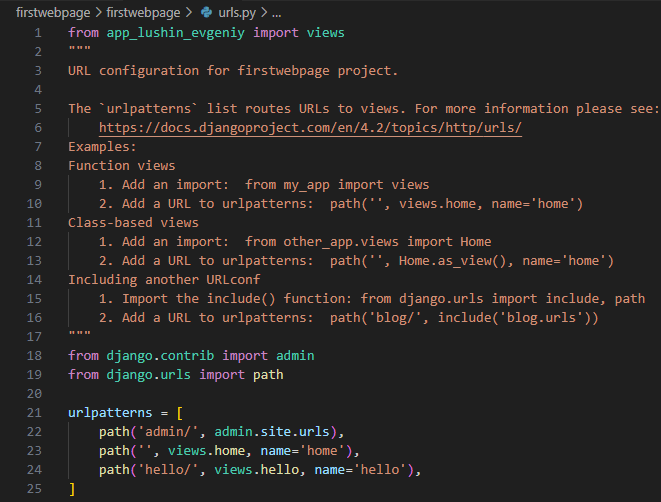 firstwebpage > firstwebpage > urls.py > ...
1 from app_lushin_evgeniy import views
2 """
3 URL configuration for firstwebpage project.
4
5 The `urlpatterns` list routes URLs to views. For more information please see:
6     https://docs.djangoproject.com/en/4.2/topics/http/urls/
7 Examples:
8 Function views
9     1. Add an import:  from my_app import views
10     2. Add a URL to urlpatterns:  path('', views.home, name='home')
11 Class-based views
12     1. Add an import:  from other_app.views import Home
13     2. Add a URL to urlpatterns:  path('', Home.as_view(), name='home')
14 Including another URLconf
15     1. Import the include() function: from django.urls import include, path
16     2. Add a URL to urlpatterns:  path('blog/', include('blog.urls'))
17 """
18 from django.contrib import admin
19 from django.urls import path
20
21 urlpatterns = [
22     path('admin/', admin.site.urls),
23     path('', views.home, name='home'),
24     path('hello/', views.hello, name='hello'),
25 ]